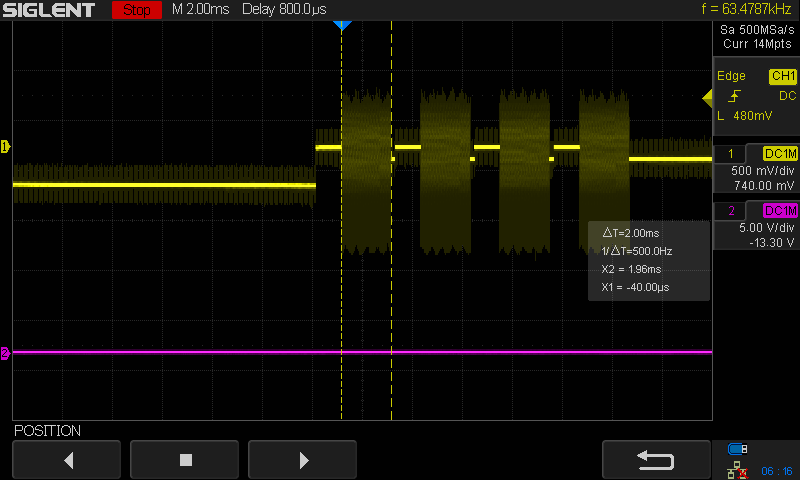 SIGLENT Stop M 2.00ms Delay 800.0µs f = 63.4787kHz
Sa 500MSa/s
Curr 14Mpts
Edge CH1
DC
L 480mV
1 DC1M
500 mV/div
740.00 mV
2 DC1M
5.00 V/div
-13.30 V
1
△T=2.00ms
1/△T=500.0Hz
X2 = 1.96ms
X1 = -40.00µs
2
POSITION
06:16